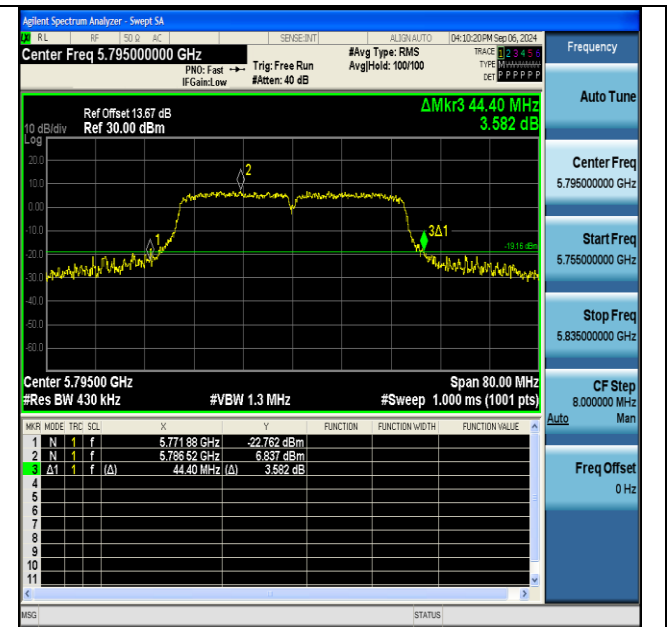 Agilent Spectrum Analyzer - Swept SA
RL RF 50 Ω AC SENSE:INT ALIGN AUTO 04:10:20 PM Sep 06, 2024
Center Freq 5.795000000 GHz
PNO: Fast
IFGain:Low
Trig: Free Run
#Atten: 40 dB
#Avg Type: RMS
Avg|Hold: 100/100
TRACE 1 2 3 4 5 6
TYPE
DET P P P P P P
Frequency
Auto Tune
Center Freq
5.795000000 GHz
Start Freq
5.755000000 GHz
Stop Freq
5.835000000 GHz
CF Step
8.000000 MHz
Auto Man
Freq Offset
0 Hz
ΔMkr3 44.40 MHz
3.582 dB
Ref Offset 13.67 dB
10 dB/div Ref 30.00 dBm
Log
20.0
10.0
0.00
-10.0
-20.0
-30.0
-40.0
-50.0
-60.0
1
2
3Δ1
-19.16 dBm
Center 5.79500 GHz Span 80.00 MHz
#Res BW 430 kHz #VBW 1.3 MHz #Sweep 1.000 ms (1001 pts)
MKR MODE TRC SCL X Y FUNCTION FUNCTION WIDTH FUNCTION VALUE
1 N 1 f 5.771 88 GHz -22.762 dBm
2 N 1 f 5.786 52 GHz 6.837 dBm
3 Δ1 1 f (Δ) 44.40 MHz (Δ) 3.582 dB
4
5
6
7
8
9
10
11
MSG STATUS